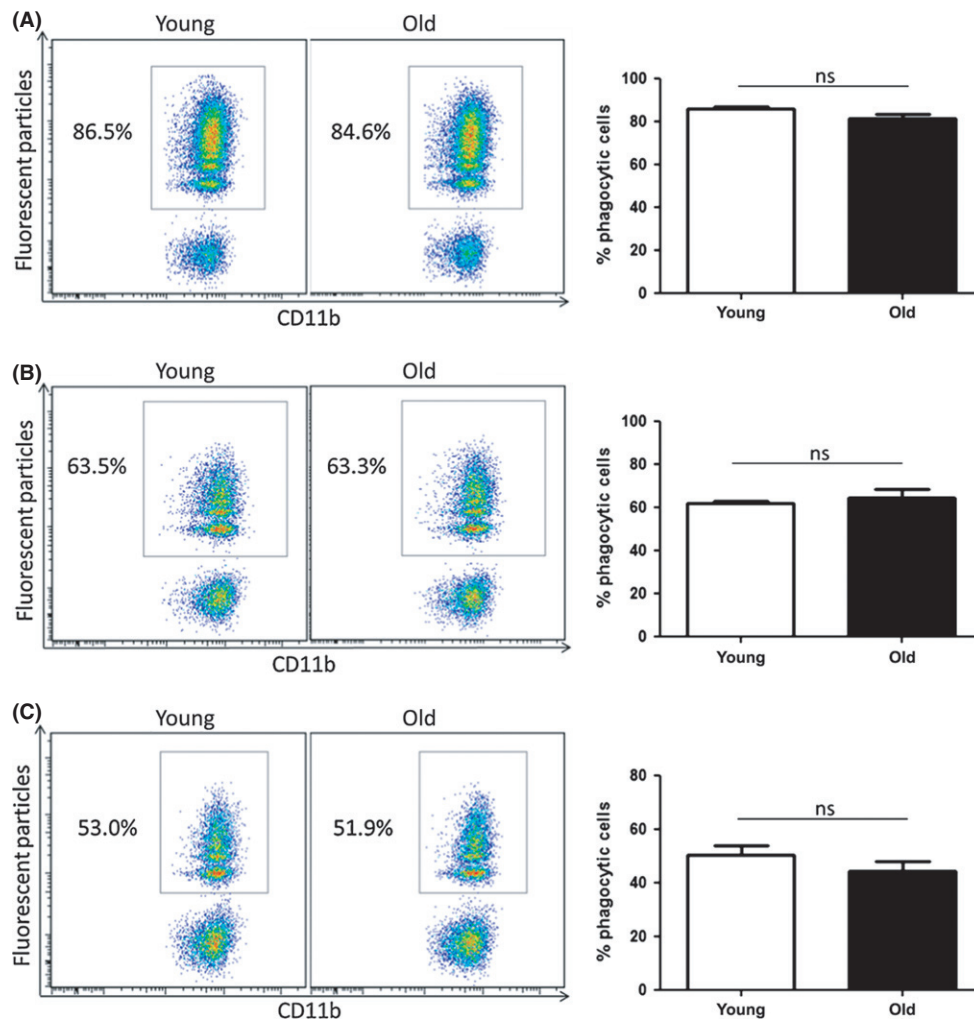 (A)
Young
Old
Fluorescent particles
86.5%
84.6%
CD11b
% phagocytic cells
100
80
60
40
20
0
ns
Young
Old
(B)
Young
Old
Fluorescent particles
63.5%
63.3%
CD11b
% phagocytic cells
100
80
60
40
20
0
ns
Young
Old
(C)
Young
Old
Fluorescent particles
53.0%
51.9%
CD11b
% phagocytic cells
80
60
40
20
0
ns
Young
Old